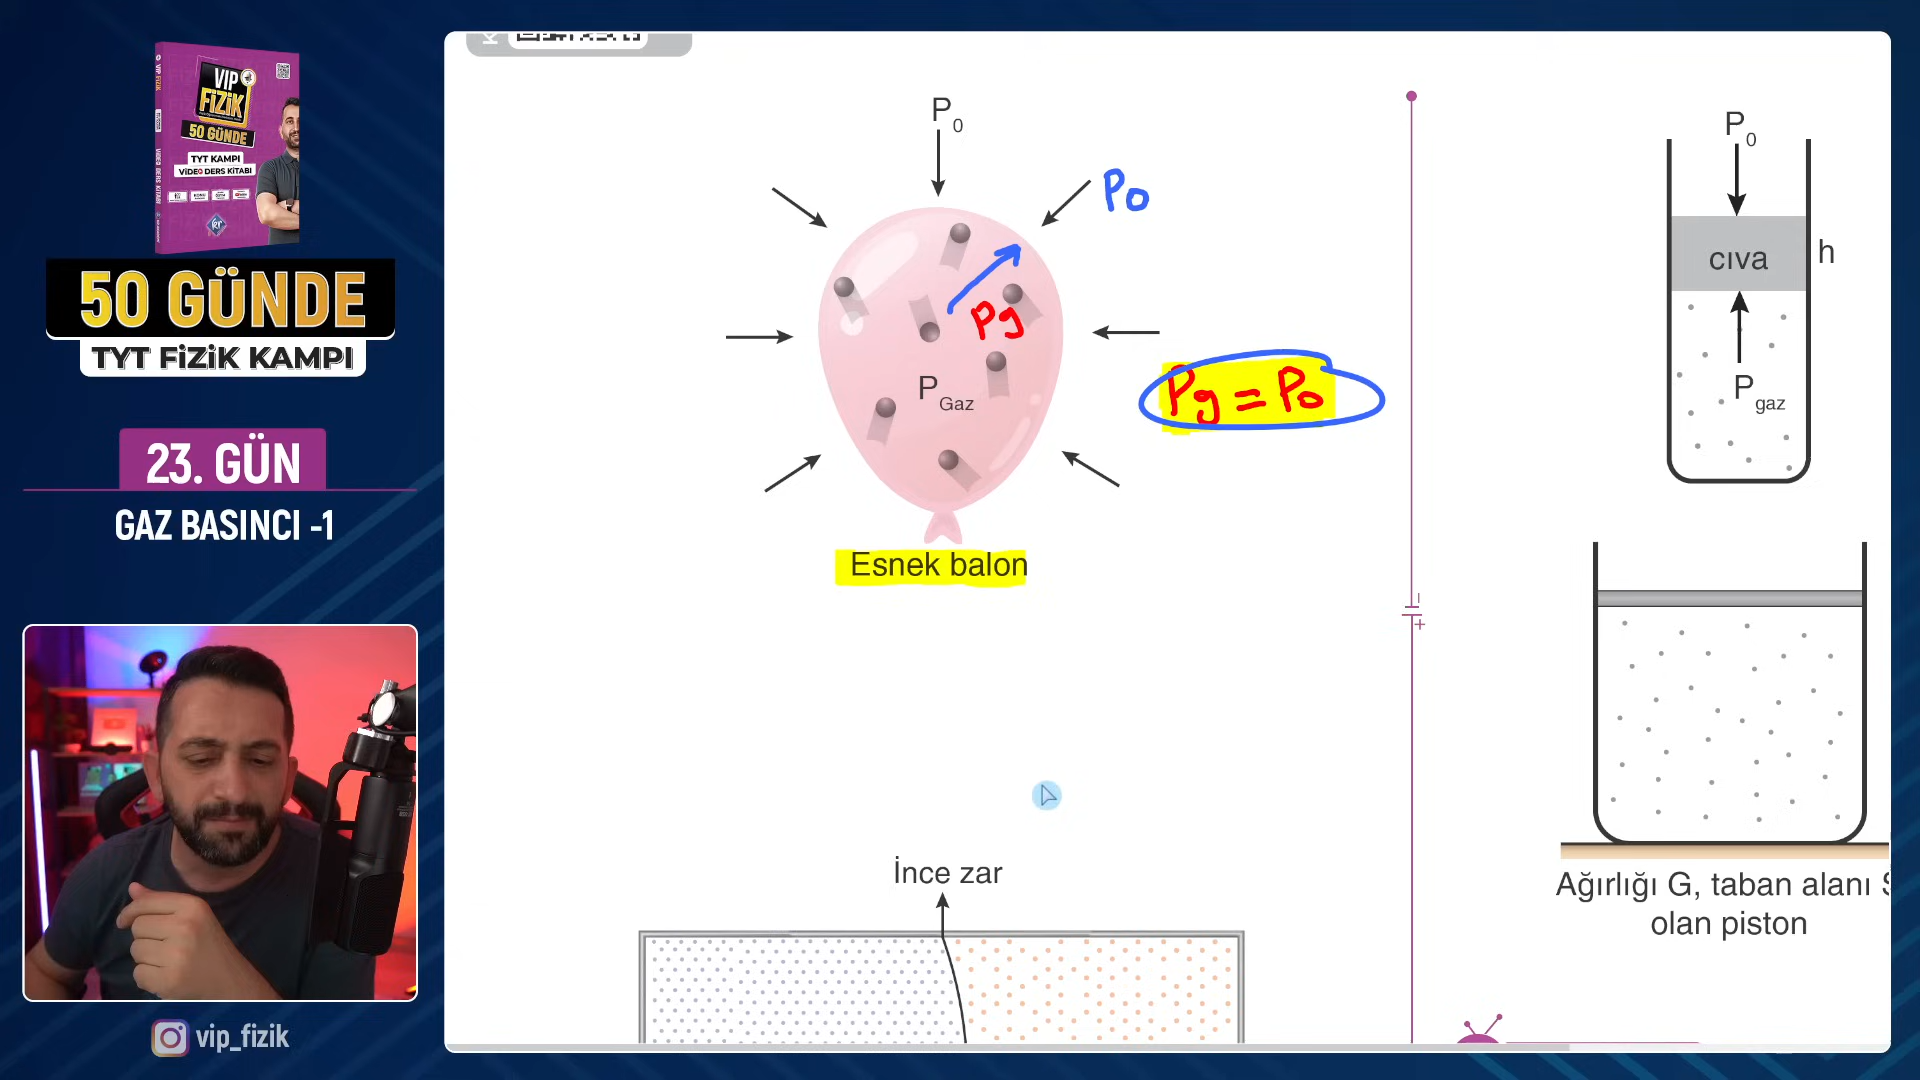 VIP
FİZİK
50 GÜNDE
TYT KAMPI
VİDEO DERS KİTABI
50 GÜNDE
TYT FİZİK KAMPI
23. GÜN
GAZ BASINCI -1
vip_fizik
P0
Po
Pg
PGaz
Pg = Po
Esnek balon
İnce zar
P0
cıva
h
Pgaz
Ağırlığı G, taban alanı
olan piston